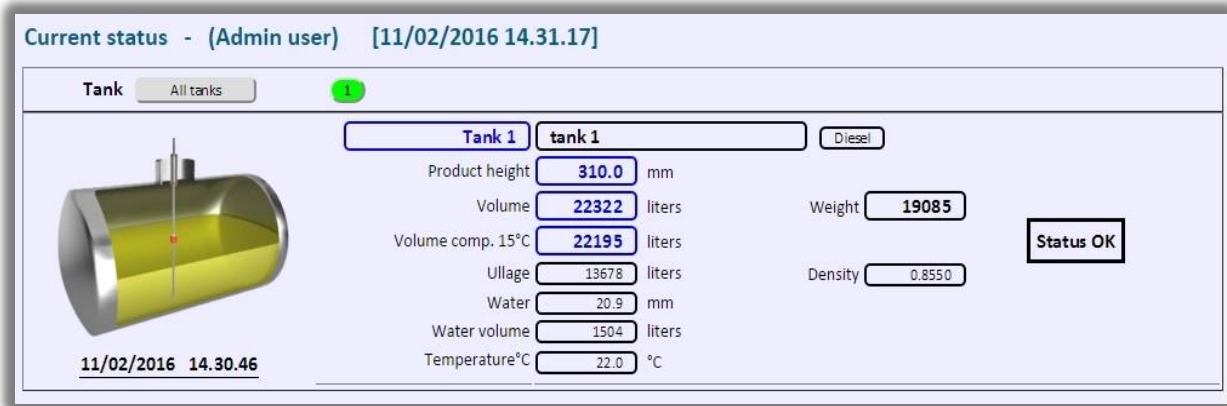 Current status - (Admin user) [11/02/2016 14.31.17]
Tank All tanks 1
Tank 1 tank 1 Diesel
Product height 310.0 mm
Volume 22322 liters Weight 19085
Volume comp. 15°C 22195 liters Status OK
Ullage 13678 liters Density 0.8550
Water 20.9 mm
Water volume 1504 liters
Temperature°C 22.0 °C
11/02/2016 14.30.46